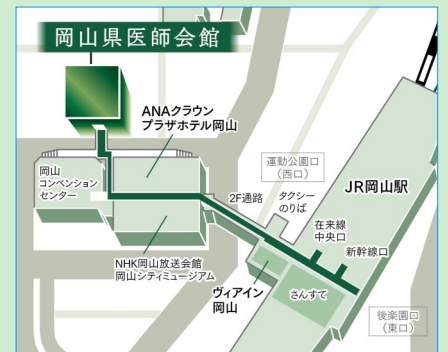 岡山県医師会館
ANAクラウン
プラザホテル岡山
岡山
コンベンション
センター
運動公園口
(西口)
2F通路
タクシー
のりば
JR岡山駅
在来線
中央口
新幹線口
NHK岡山放送会館
岡山シティミュージアム
ヴィアイン
岡山
さんすて
後楽園口
(東口)